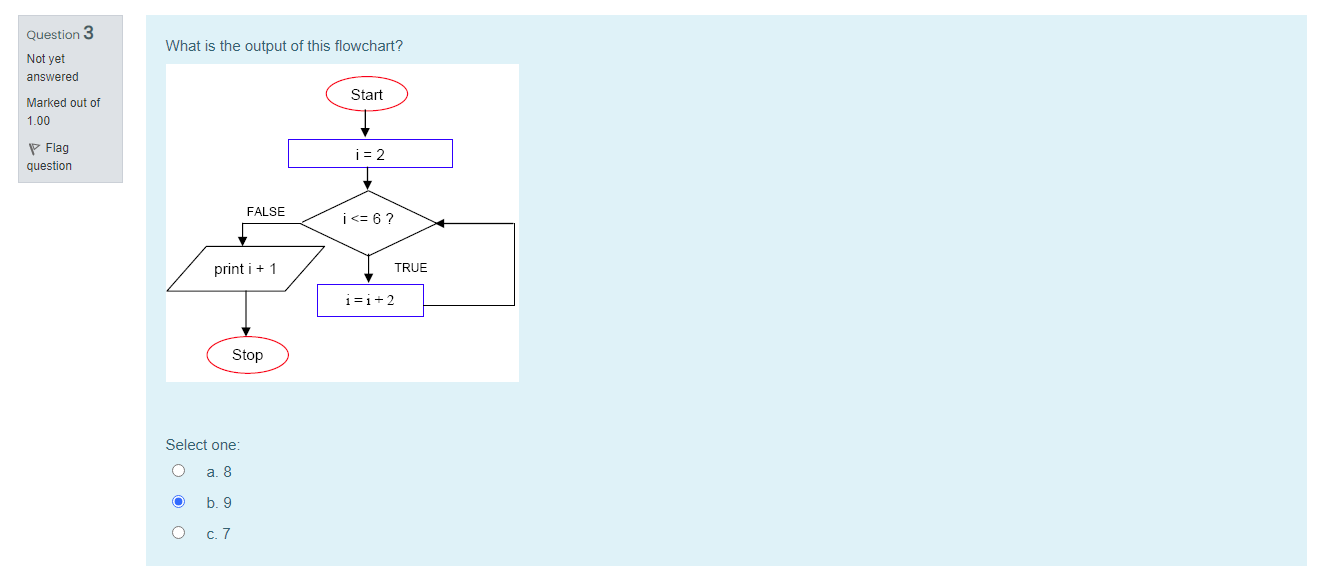 Question 3
Not yet
answered
Marked out of
1.00
Flag
question
What is the output of this flowchart?
Start
i = 2
FALSE
i <= 6 ?
print i + 1
TRUE
i = i + 2
Stop
Select one:
a. 8
b. 9
c. 7